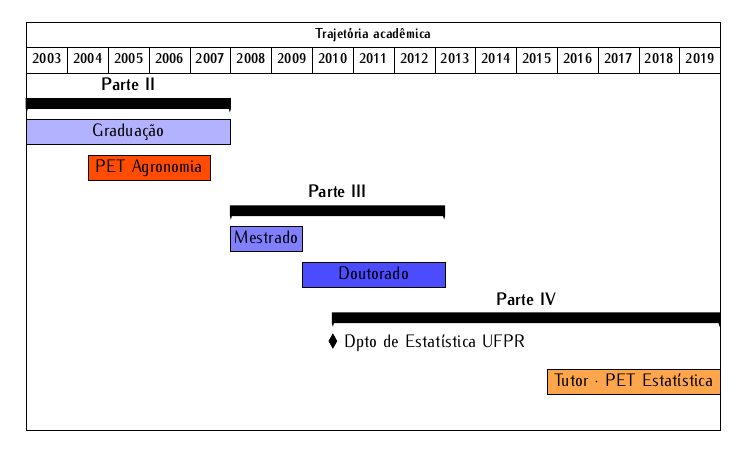 Trajetória acadêmica
2003 2004 2005 2006 2007 2008 2009 2010 2011 2012 2013 2014 2015 2016 2017 2018 2019
Parte II
Graduação
PET Agronomia
Parte III
Mestrado
Doutorado
Parte IV
Dpto de Estatística UFPR
Tutor · PET Estatística